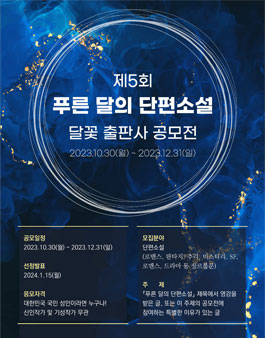 제5회
푸른 달의 단편소설
달꽃 출판사 공모전
2023.10.30(월) ~ 2023.12.31(일)
공모일정
2023.10.30(월) ~ 2023.12.31(일)
선정발표
2024.1.15(월)
응모자격
대한민국 국민 성인이라면 누구나!
신인작가 및 기성작가 무관
모집분야
단편소설
(로맨스, 판타지, 추리, 미스터리, SF,
로맨스, 드라마 등
주 제
「푸른 달의 단편소설」 제목에서 영감을
받은 글, 또는 이 주제의 공모전에
참여하는 특별한 이유가 있는 글